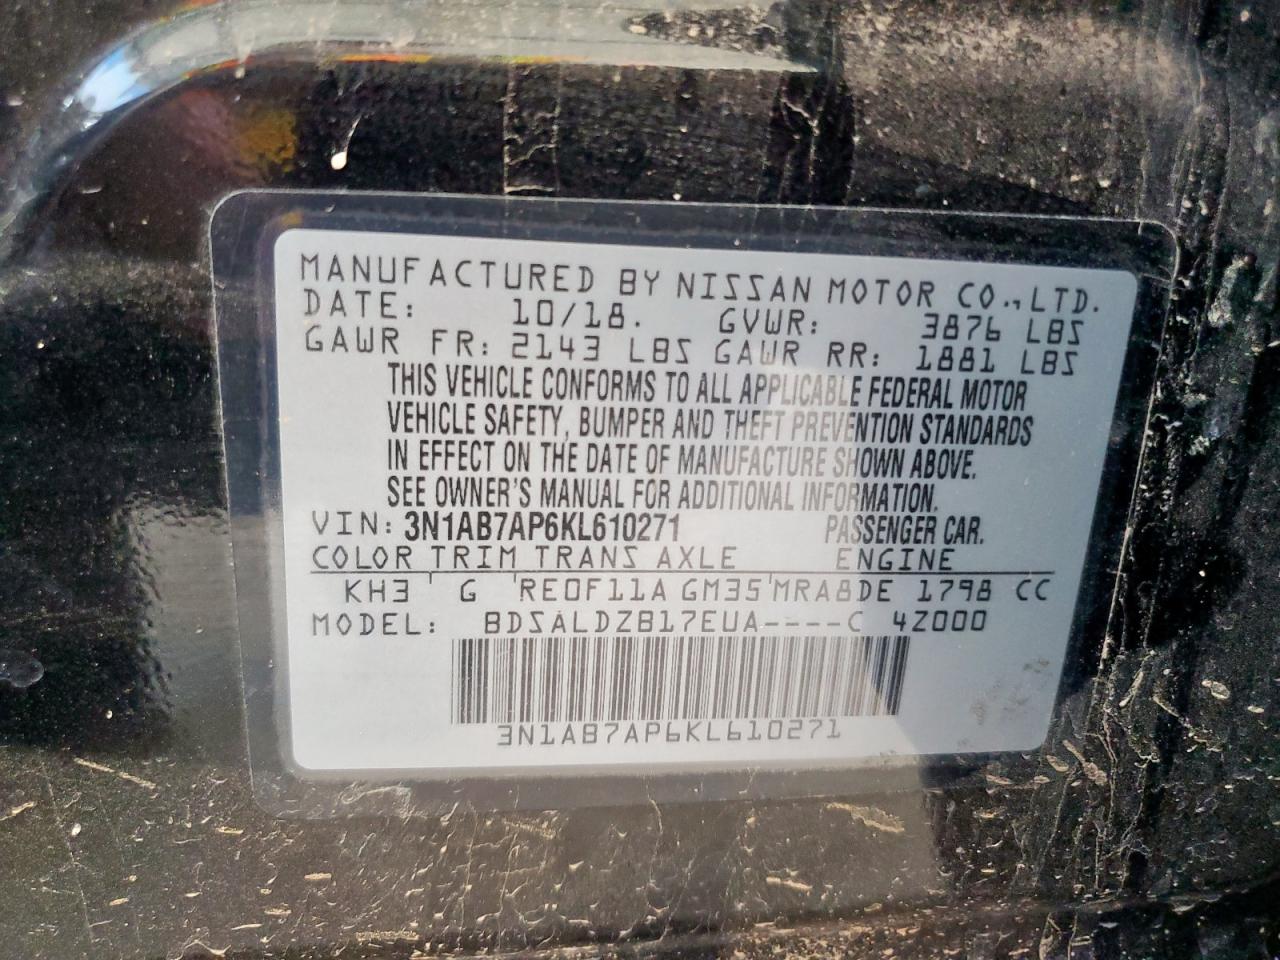 MANUFACTURED BY NISSAN MOTOR CO., LTD.
DATE: 10/18. GVWR: 3876 LBS
GAWR FR: 2143 LBS GAWR RR: 1881 LBS
THIS VEHICLE CONFORMS TO ALL APPLICABLE FEDERAL MOTOR
VEHICLE SAFETY, BUMPER AND THEFT PREVENTION STANDARDS
IN EFFECT ON THE DATE OF MANUFACTURE SHOWN ABOVE.
SEE OWNER'S MANUAL FOR ADDITIONAL INFORMATION.
VIN: 3N1AB7AP6KL610271 PASSENGER CAR.
COLOR TRIM TRANS AXLE ENGINE
KH3 ' G 'RE0F11A GM35'MRA8DE 1798 CC
MODEL: BDSALDZB17EUA----C 4Z000
3N1AB7AP6KL610271